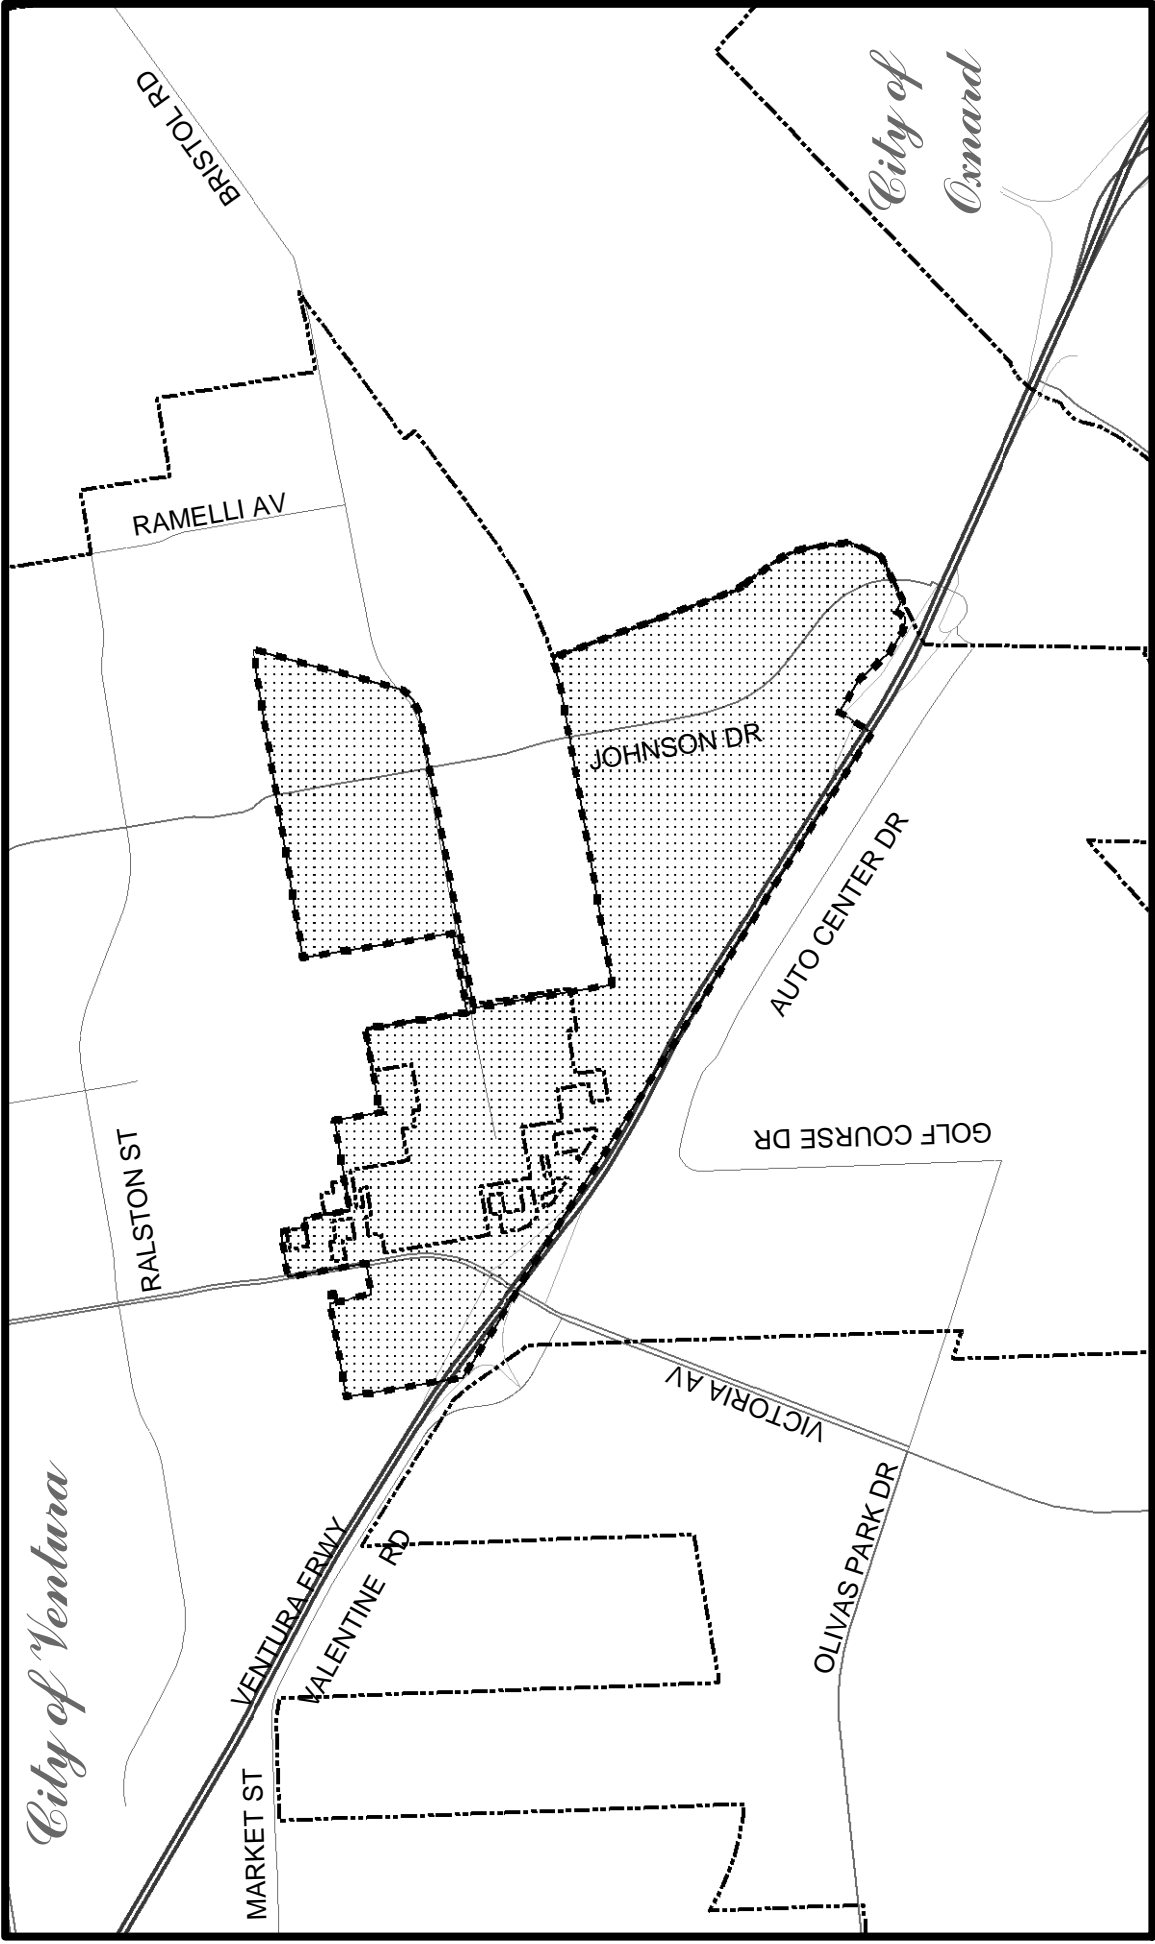 BRISTOL RD
City of
Oxnard
RAMELLI AV
JOHNSON DR
AUTO CENTER DR
GOLF COURSE DR
RALSTON ST
VICTORIA AV
City of Ventura
VENTURA FRWY
VALENTINE RD
OLIVAS PARK DR
MARKET ST